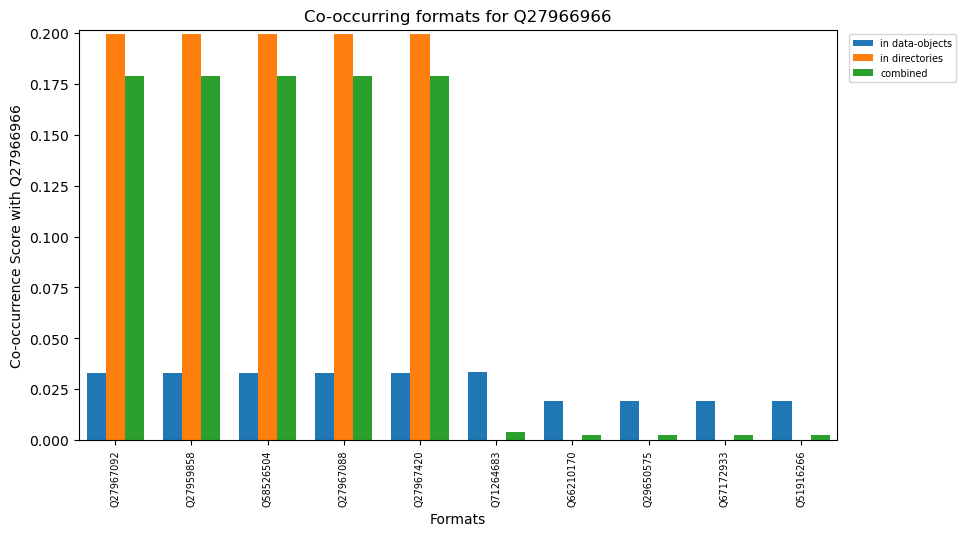 Co-occurring formats for Q27966966
in data-objects
in directories
combined
Co-occurrence Score with Q27966966
0.200
0.175
0.150
0.125
0.100
0.075
0.050
0.025
0.000
Q27967092
Q27959858
Q58526504
Q27967088
Q27967420
Q71264683
Q66210170
Q29650575
Q67172933
Q51916266
Formats